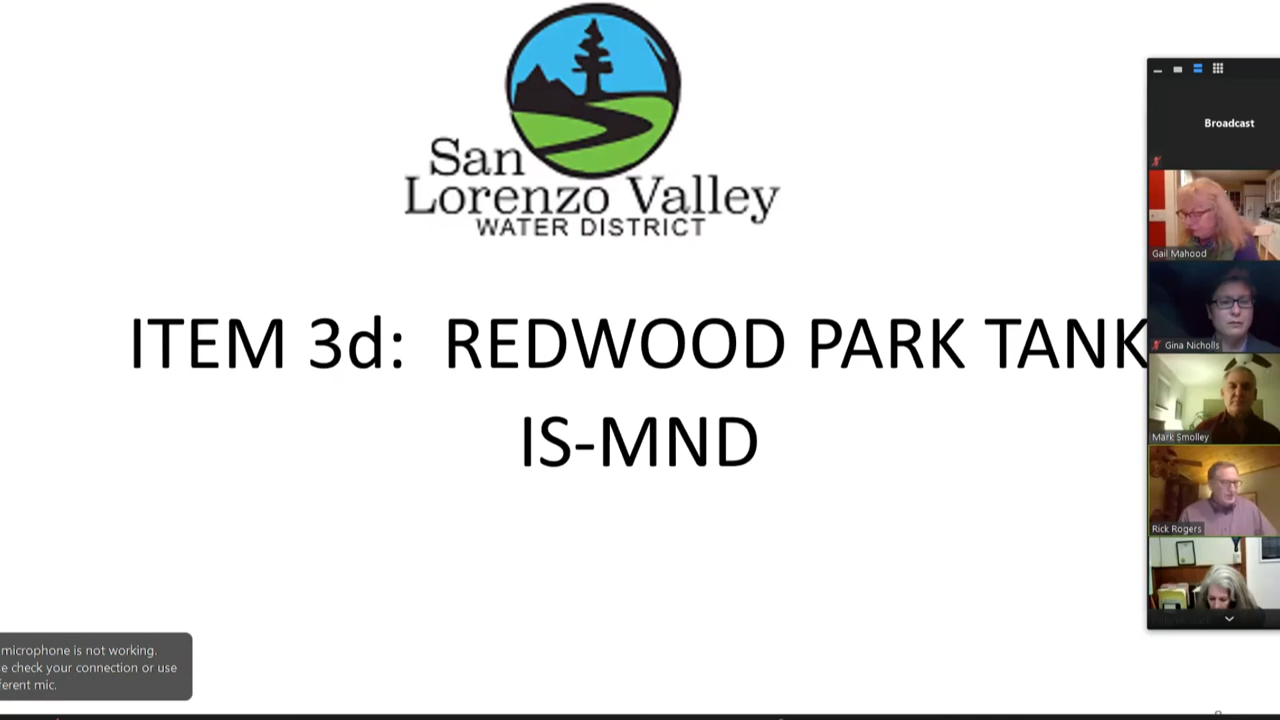 San
Lorenzo Valley
WATER DISTRICT
ITEM 3d: REDWOOD PARK TANK
IS-MND
Broadcast
Gail Mahood
Gina Nicholls
Mark Smolley
Rick Rogers
microphone is not working.
e check your connection or use
ferent mic.